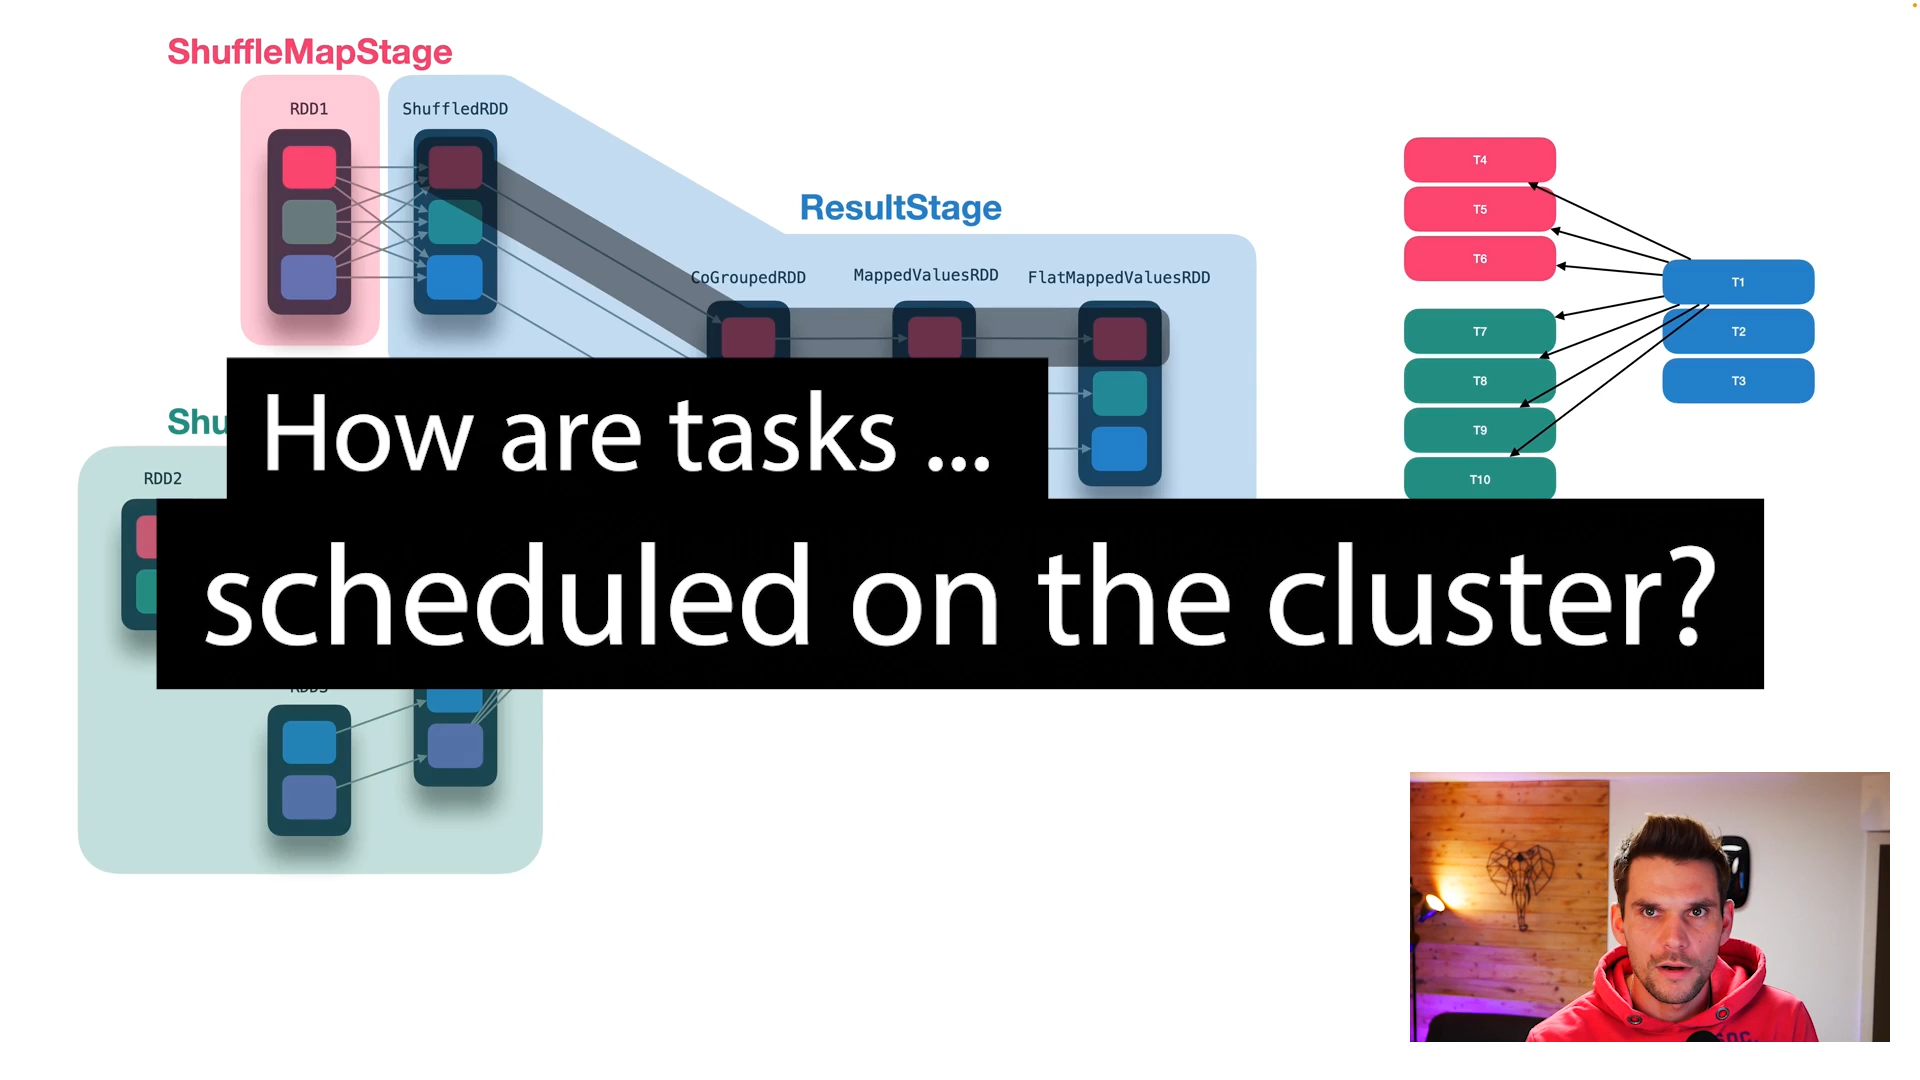 ShuffleMapStage
RDD1
ShuffledRDD
ResultStage
CoGroupedRDD
MappedValuesRDD
FlatMappedValuesRDD
T4
T5
T6
T7
T8
T9
T10
T1
T2
T3
How are tasks ...
scheduled on the cluster?
Shu
RDD2